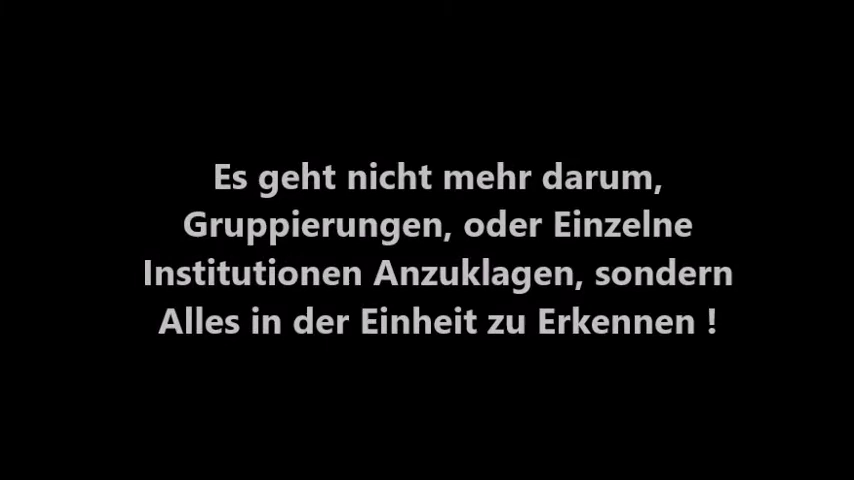 Es geht nicht mehr darum,
Gruppierungen, oder Einzelne
Institutionen Anzuklagen, sondern
Alles in der Einheit zu Erkennen !